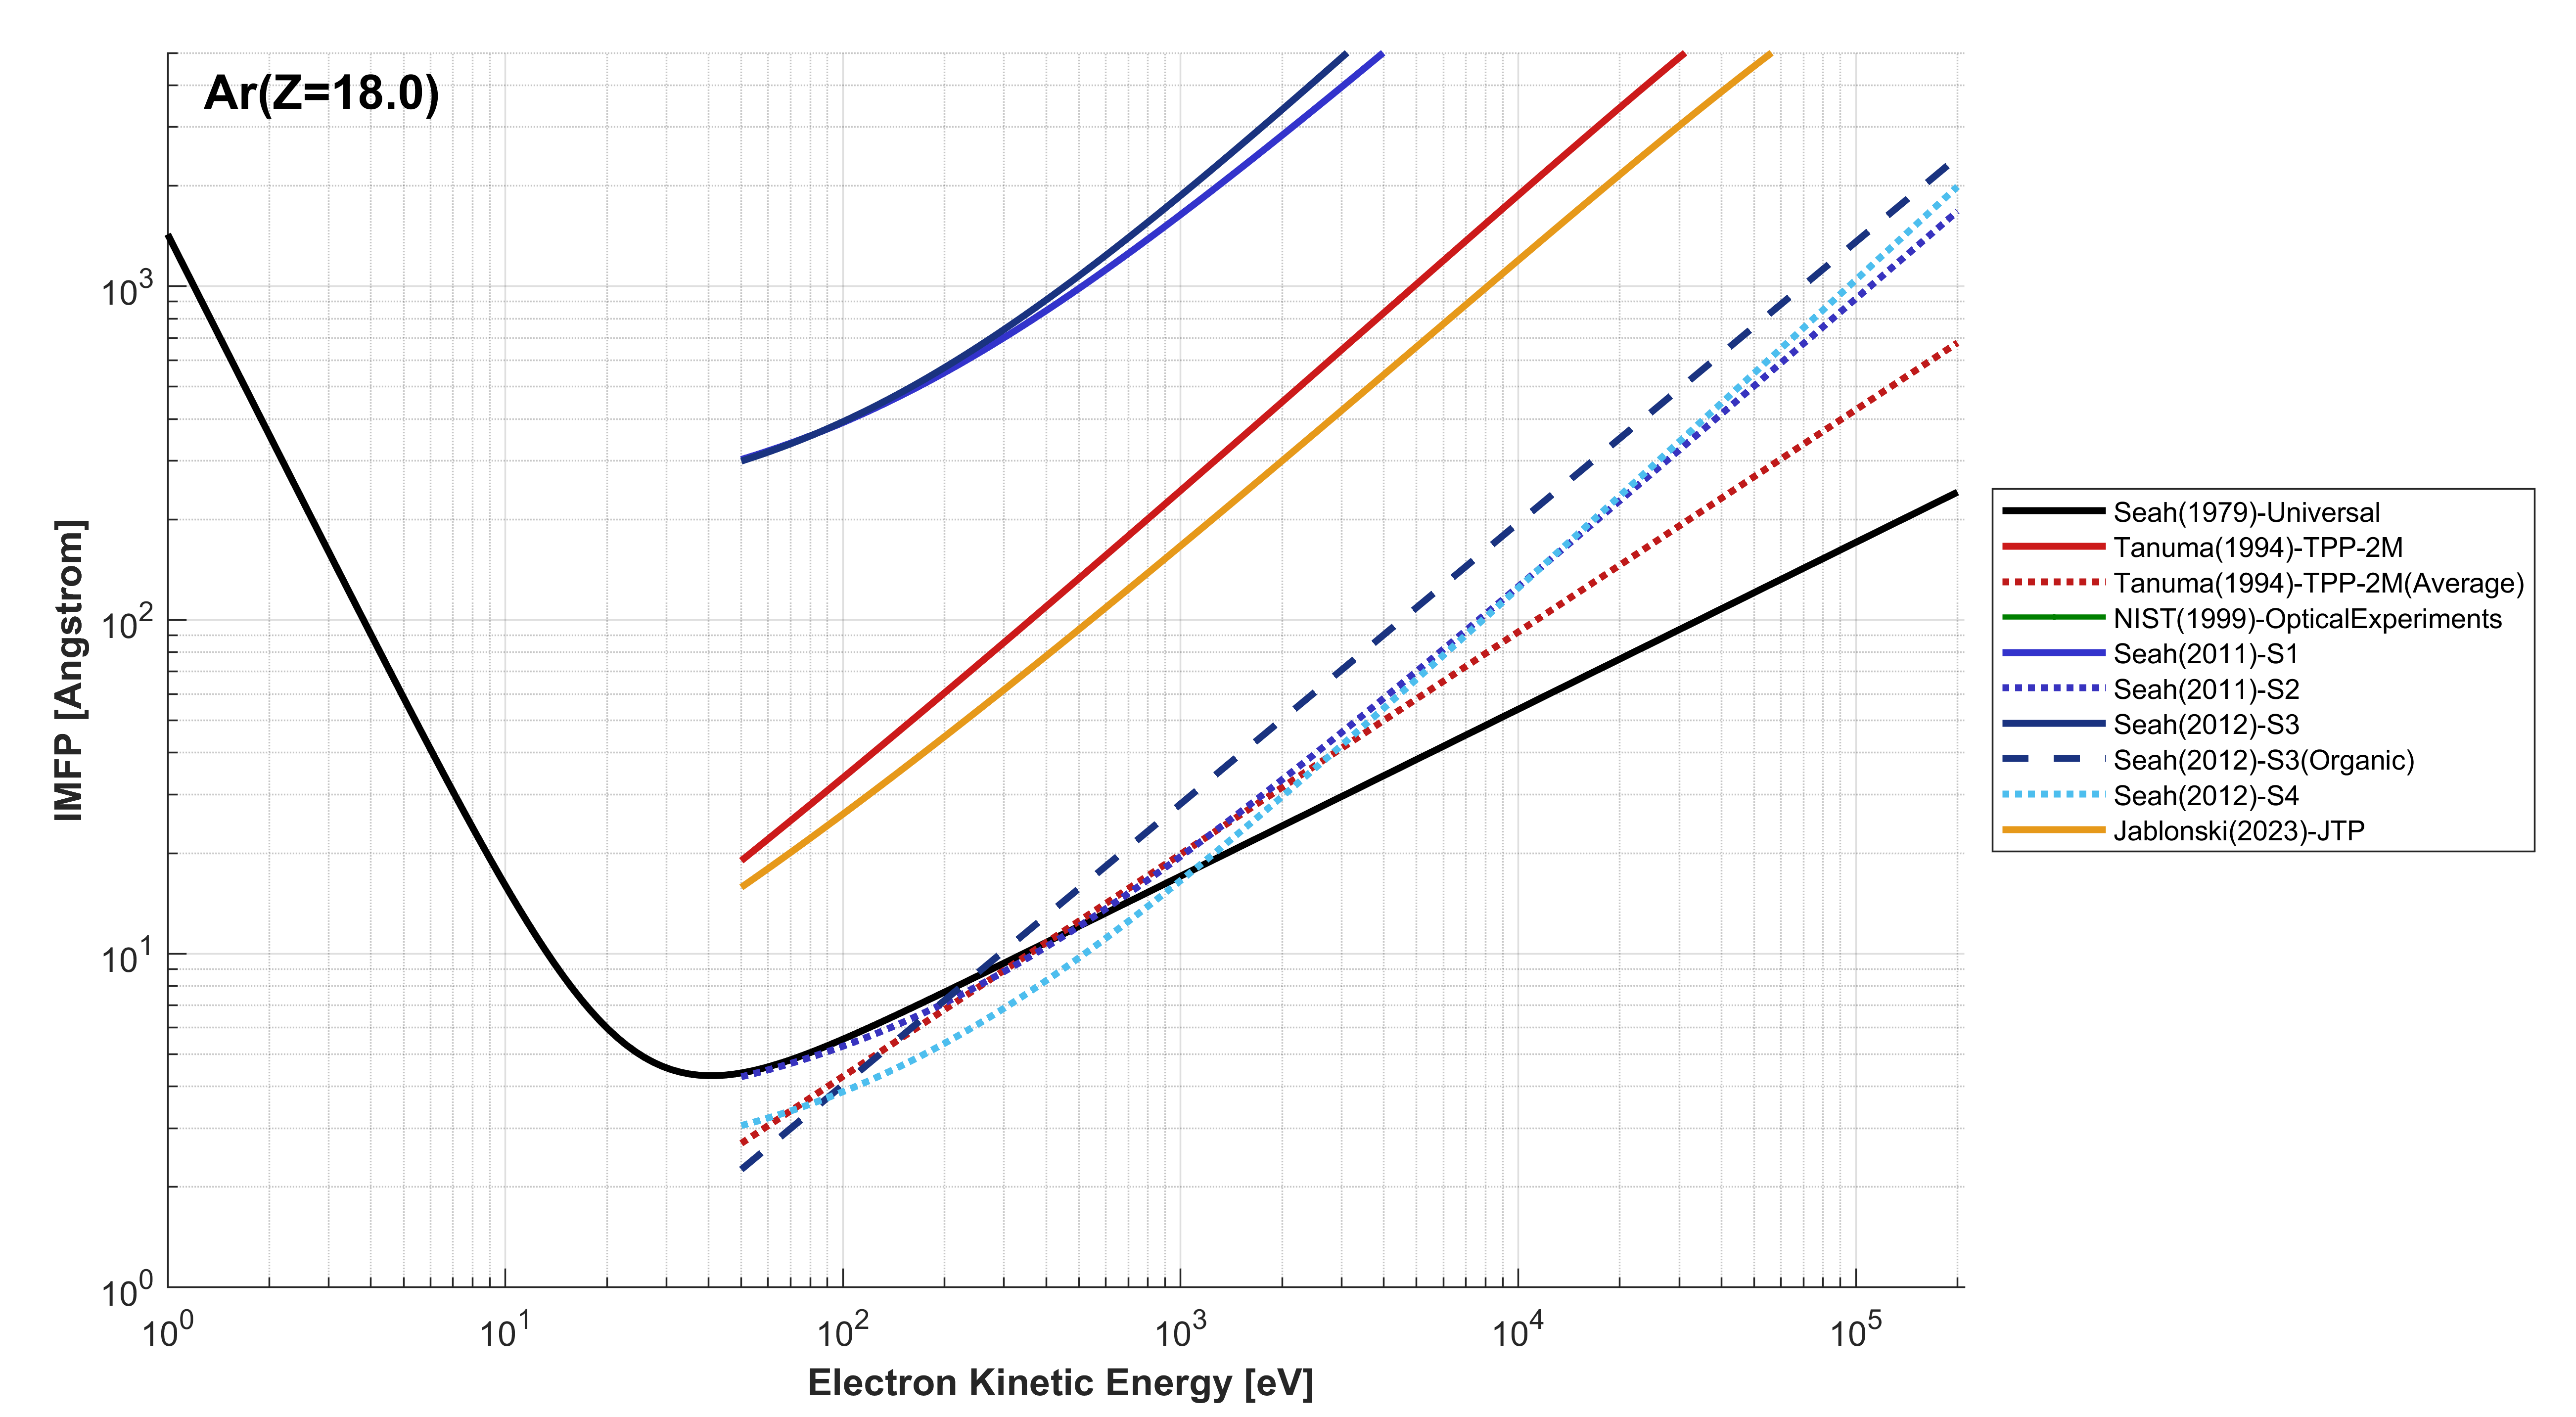 Ar(Z=18.0)
IMFP [Angstrom]
10^3
10^2
10^1
10^0
10^0 10^1 10^2 10^3 10^4 10^5
Electron Kinetic Energy [eV]
Seah(1979)-Universal
Tanuma(1994)-TPP-2M
Tanuma(1994)-TPP-2M(Average)
NIST(1999)-OpticalExperiments
Seah(2011)-S1
Seah(2011)-S2
Seah(2012)-S3
Seah(2012)-S3(Organic)
Seah(2012)-S4
Jablonski(2023)-JTP